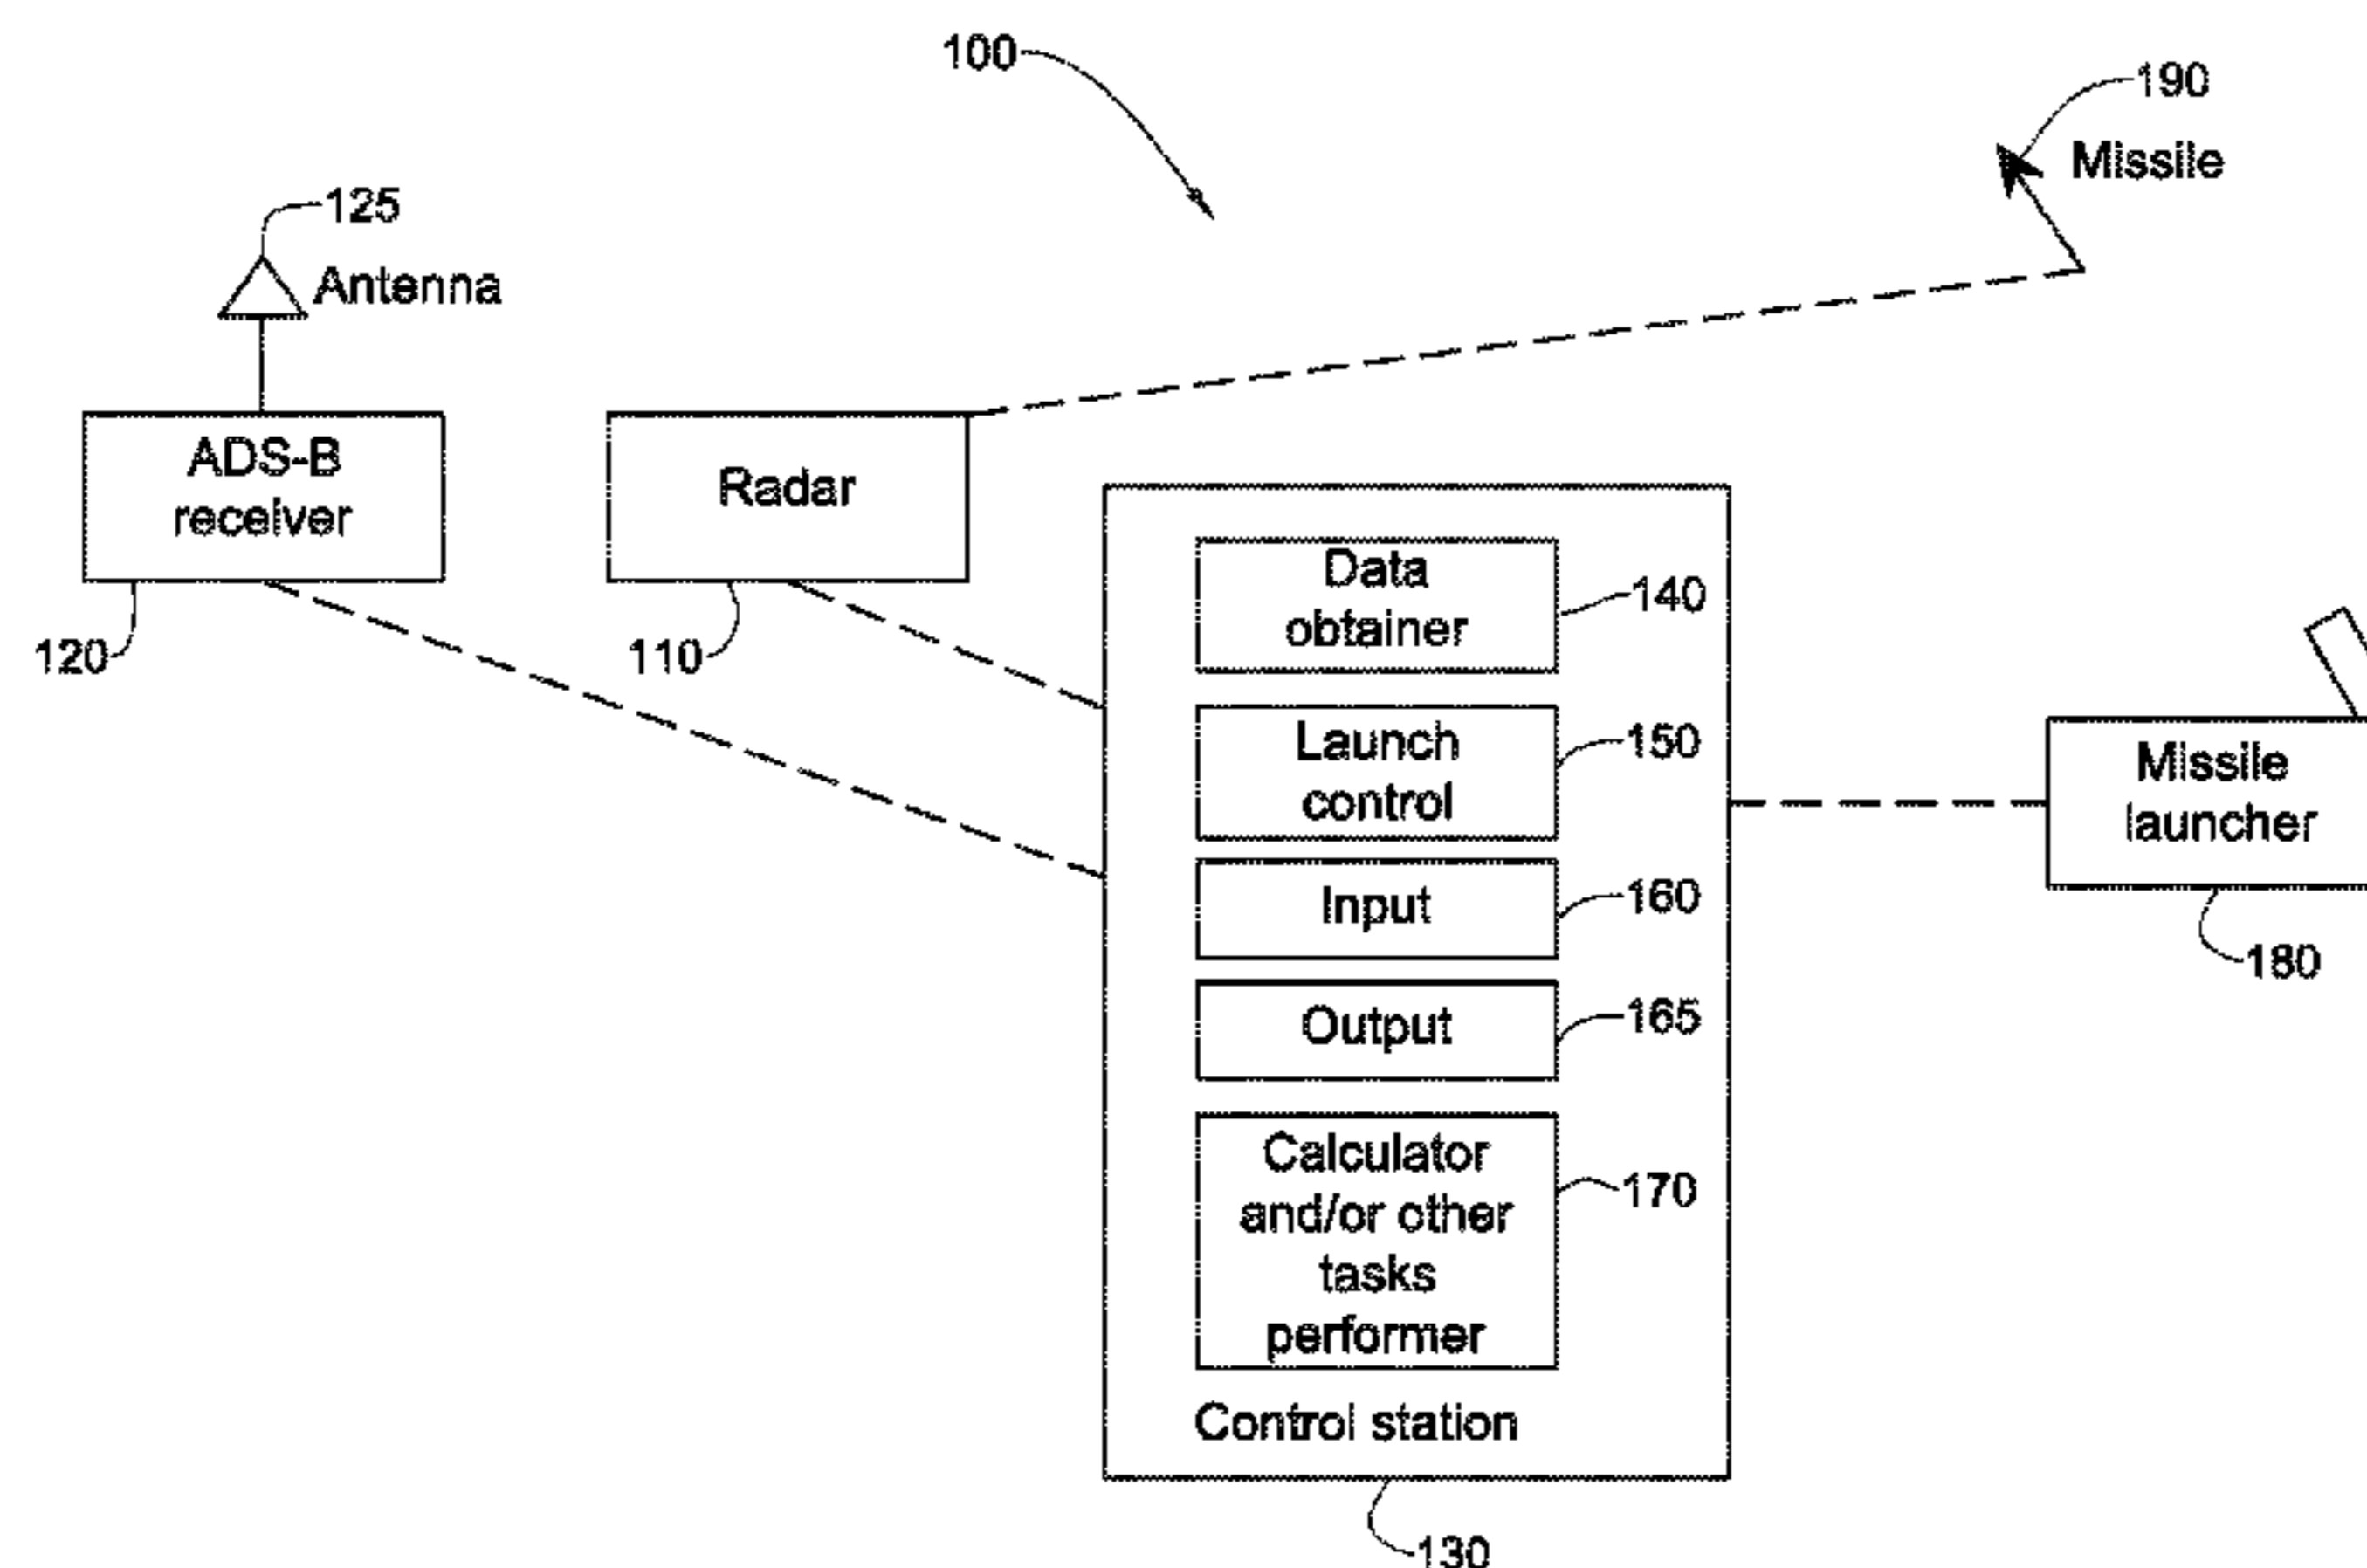 100
190
Missile
125
Antenna
ADS-B
receiver
Radar
120
110
Data
obtainer
140
Launch
control
150
Input
160
Output
165
Calculator
and/or other
tasks
performer
170
Control station
130
Missile
launcher
180